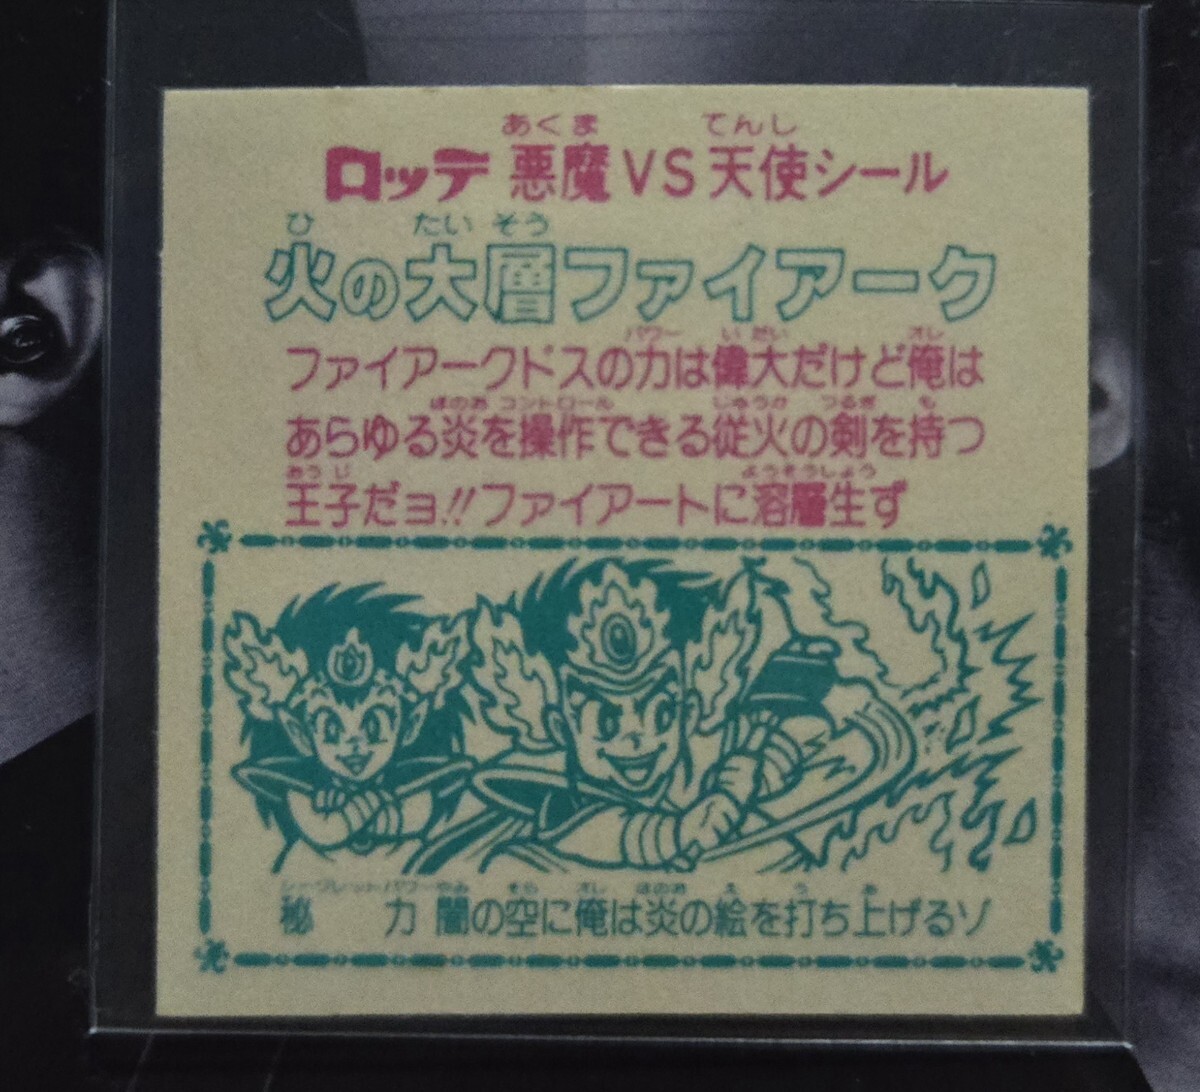 あくま てんし
ロッテ 悪魔VS天使シール
ひ たい そう
火の大層ファイアーク
パワー いだい オレ
ファイアークドスの力は偉大だけど俺は
ほのお コントロール じゅうか つるぎ も
あらゆる炎を操作できる従火の剣を持つ
おうじ ようそうしょう
王子だョ!!ファイアートに溶層生ず
シークレットパワー やみ そら オレ ほのお え う あ
秘力 闇の空に俺は炎の絵を打ち上げるゾ